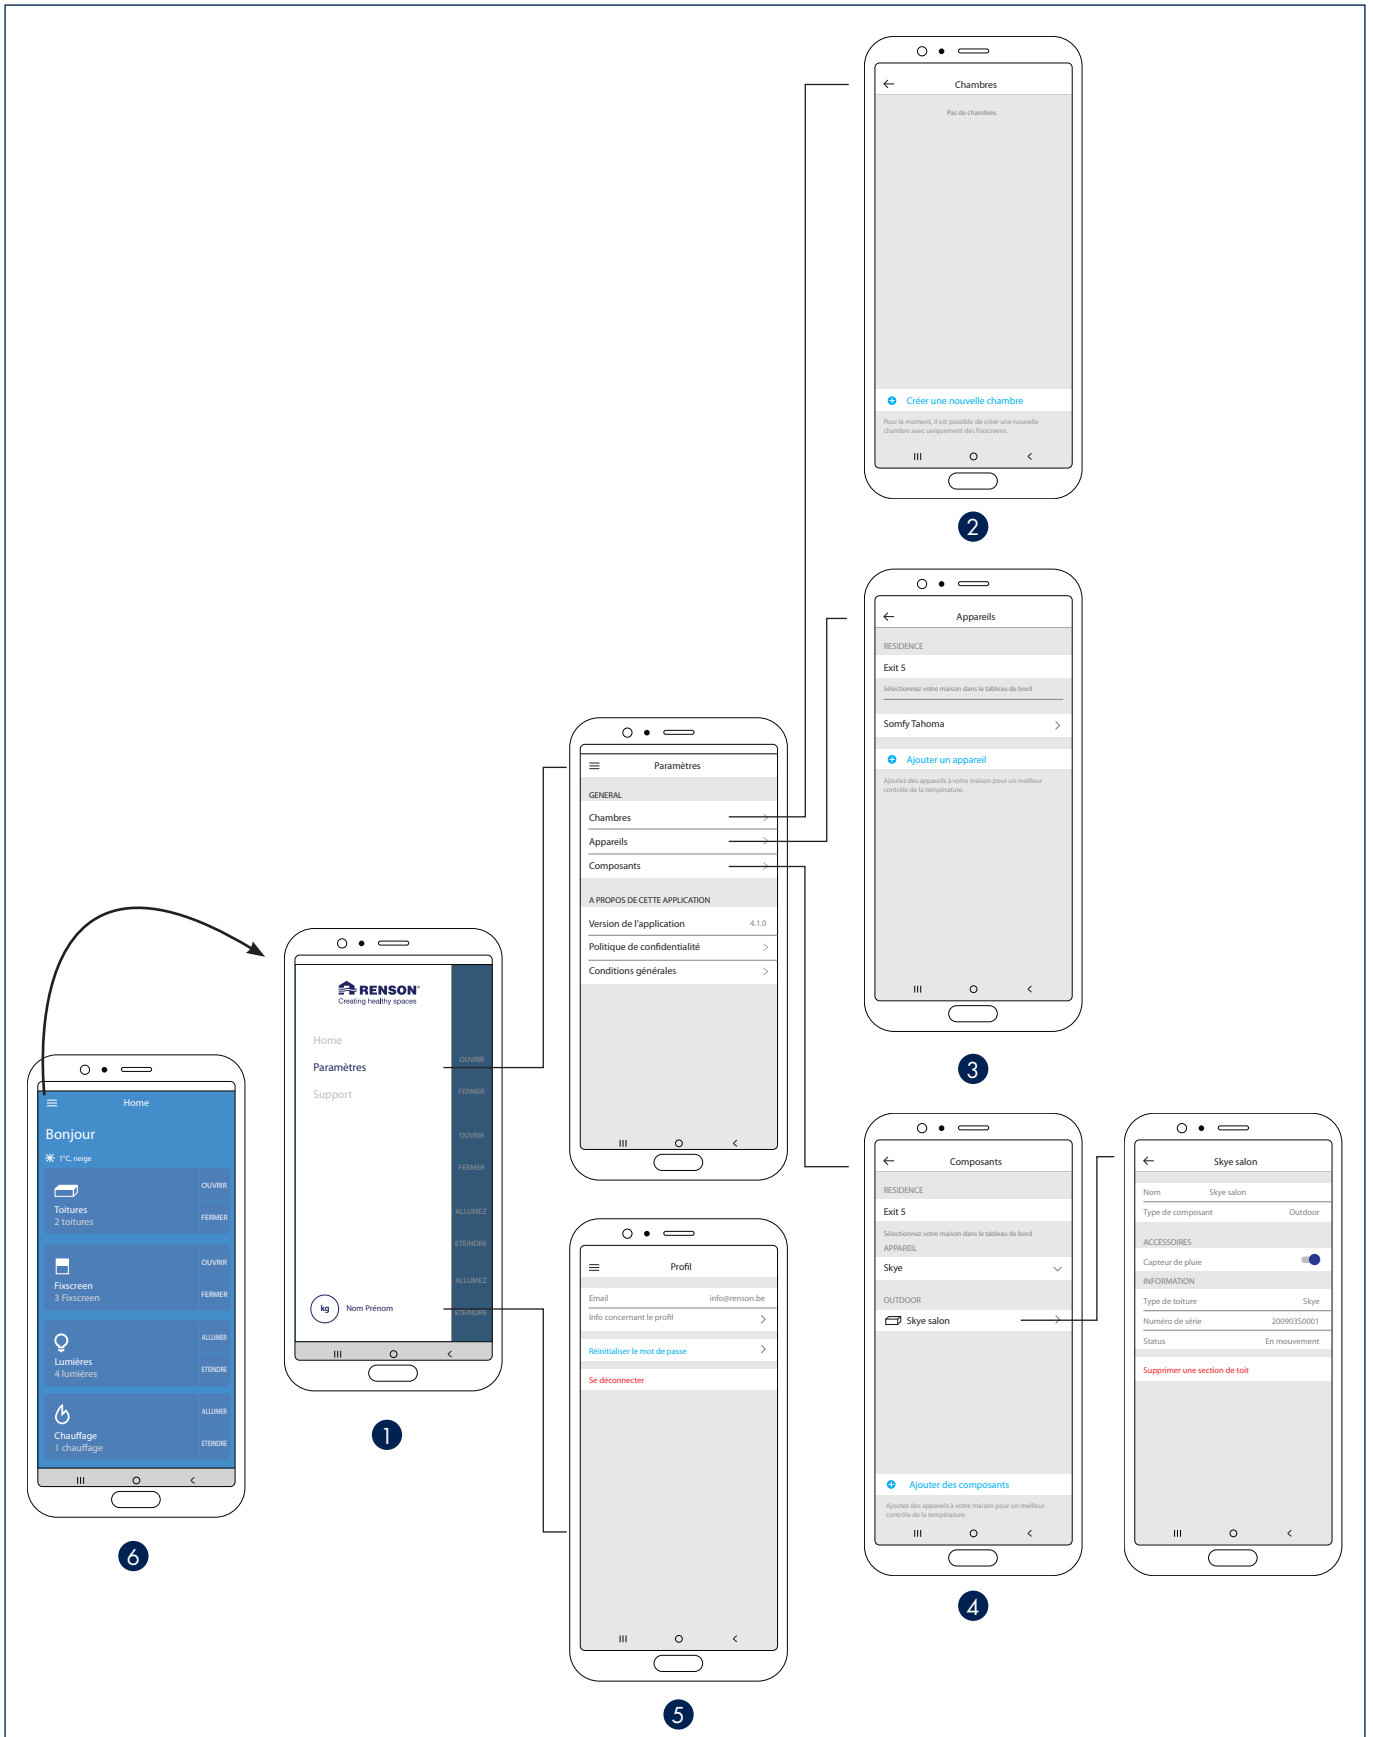 Chambres
Pas de chambres
Créer une nouvelle chambre
Pour le moment, il est possible de créer une nouvelle
chambre avec uniquement des Fixscreens.
2
Appareils
RESIDENCE
Exit 5
Sélectionnez votre maison dans le tableau de bord
Somfy Tahoma
Ajouter un appareil
Ajoutez des appareils à votre maison pour un meilleur
contrôle de la température.
3
Paramètres
GENERAL
Chambres
Appareils
Composants
A PROPOS DE CETTE APPLICATION
Version de l'application 4.1.0
Politique de confidentialité
Conditions générales
RENSON®
Creating healthy spaces
Home
Paramètres
Support
kg Nom Prénom
OUVRIR
FERMER
OUVRIR
FERMER
ALLUMEZ
ETEINDRE
ALLUMEZ
ETEINDRE
1
Home
Bonjour
1°C, neige
Toitures
2 toitures
OUVRIR
FERMER
Fixscreen
3 Fixscreen
OUVRIR
FERMER
Lumières
4 lumières
ALLUMER
ETEINDRE
Chauffage
1 chauffage
ALLUMER
ETEINDRE
6
Profil
Email info@renson.be
Info concernant le profil
Réinitialiser le mot de passe
Se déconnecter
5
Composants
RESIDENCE
Exit 5
Sélectionnez votre maison dans le tableau de bord
APPAREIL
Skye
OUTDOOR
Skye salon
Ajouter des composants
Ajoutez des appareils à votre maison pour un meilleur
contrôle de la température.
4
Skye salon
Nom Skye salon
Type de composant Outdoor
ACCESSOIRES
Capteur de pluie
INFORMATION
Type de toiture Skye
Numéro de série 20090350001
Status En mouvement
Supprimer une section de toit